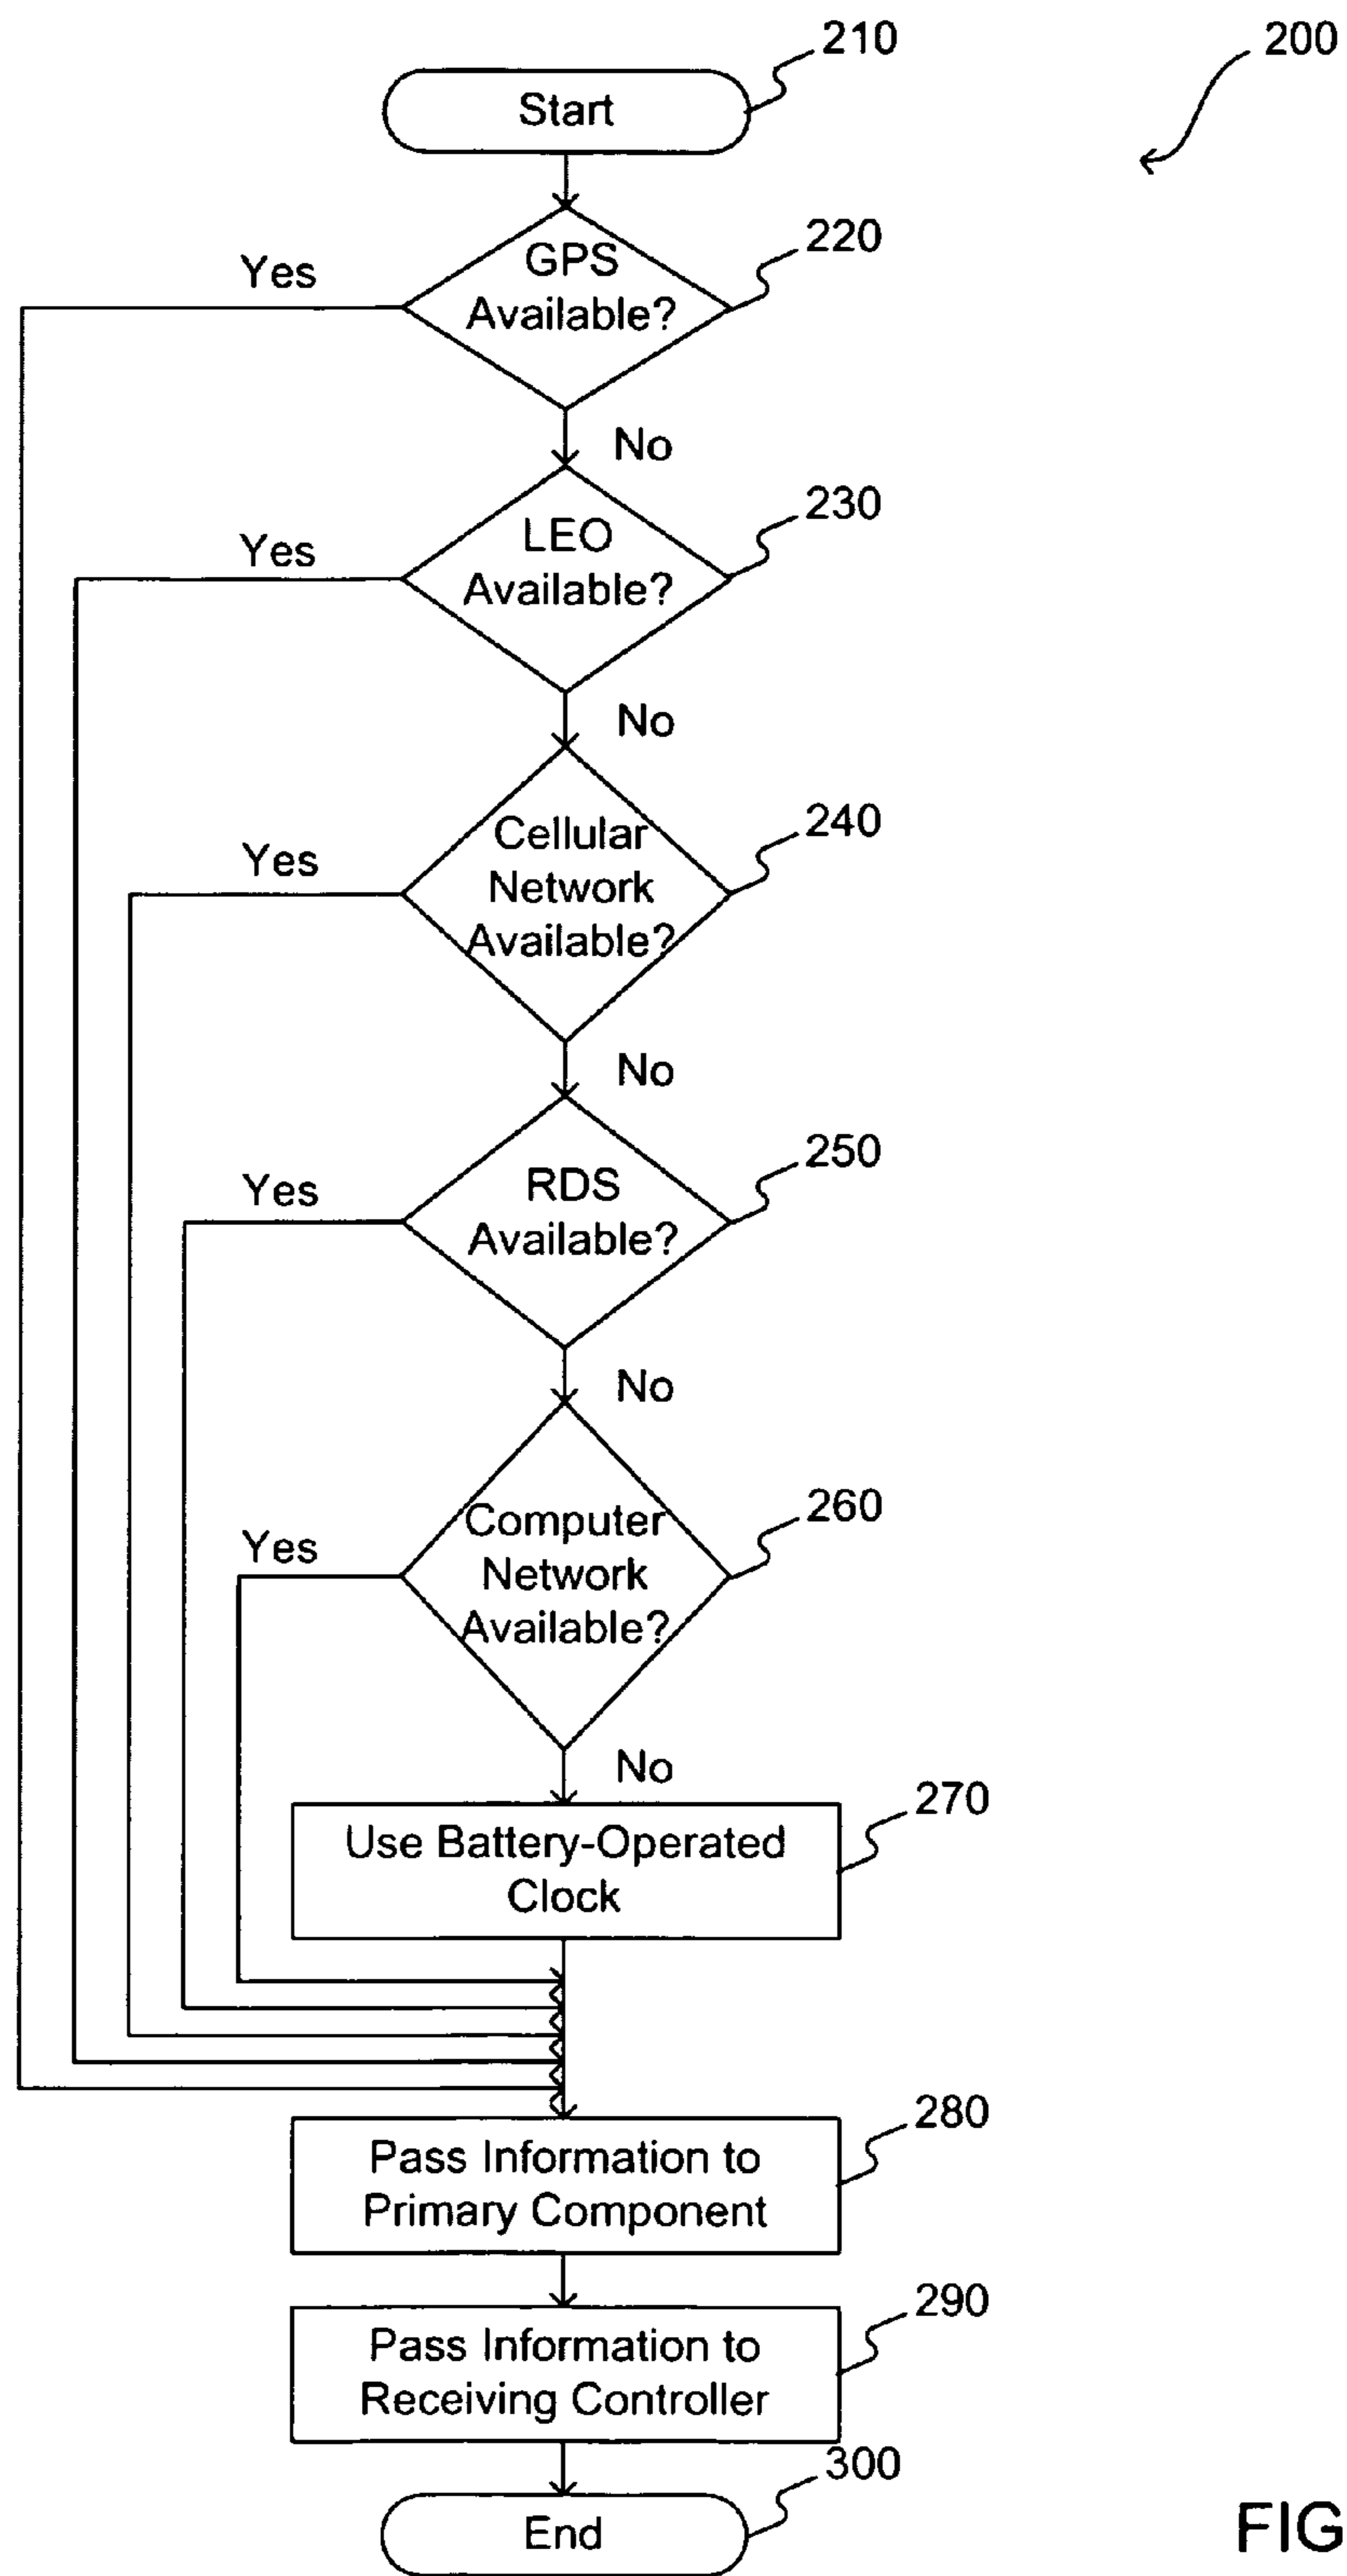 210
200
Start
220
GPS
Available?
Yes
No
230
LEO
Available?
Yes
No
240
Cellular
Network
Available?
Yes
No
250
RDS
Available?
Yes
No
260
Computer
Network
Available?
Yes
No
270
Use Battery-Operated
Clock
280
Pass Information to
Primary Component
290
Pass Information to
Receiving Controller
300
End
FIG